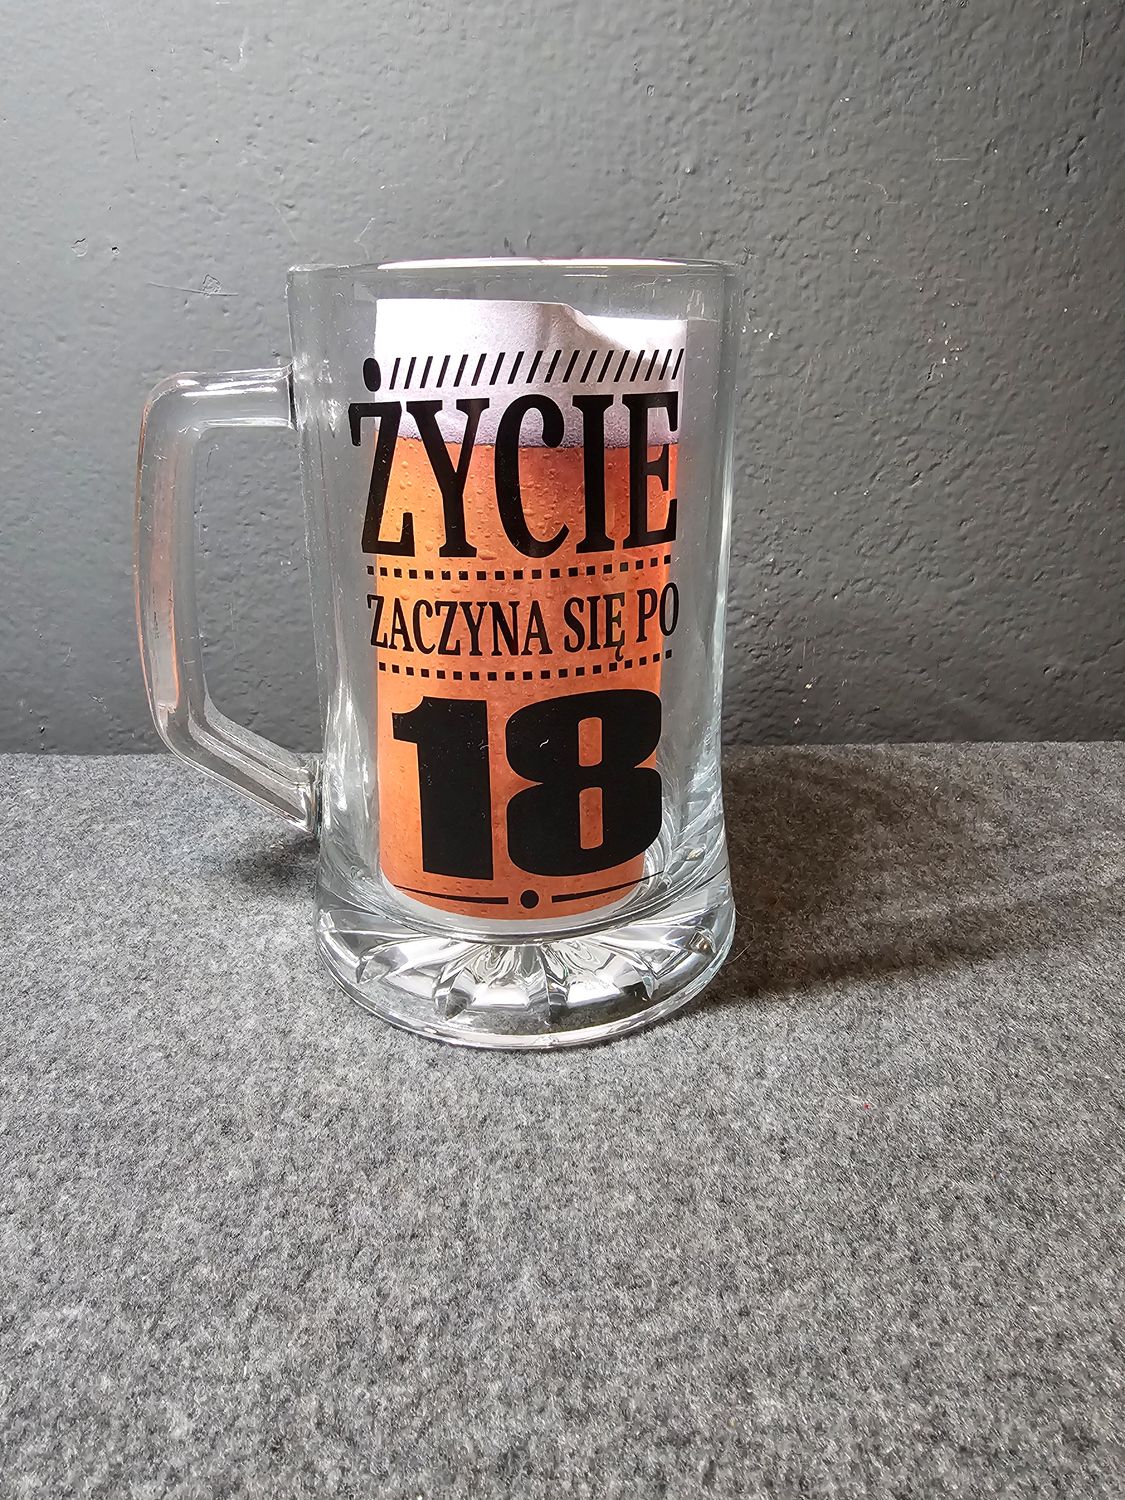 ŻYCIE
ZACZYNA SIĘ PO
18